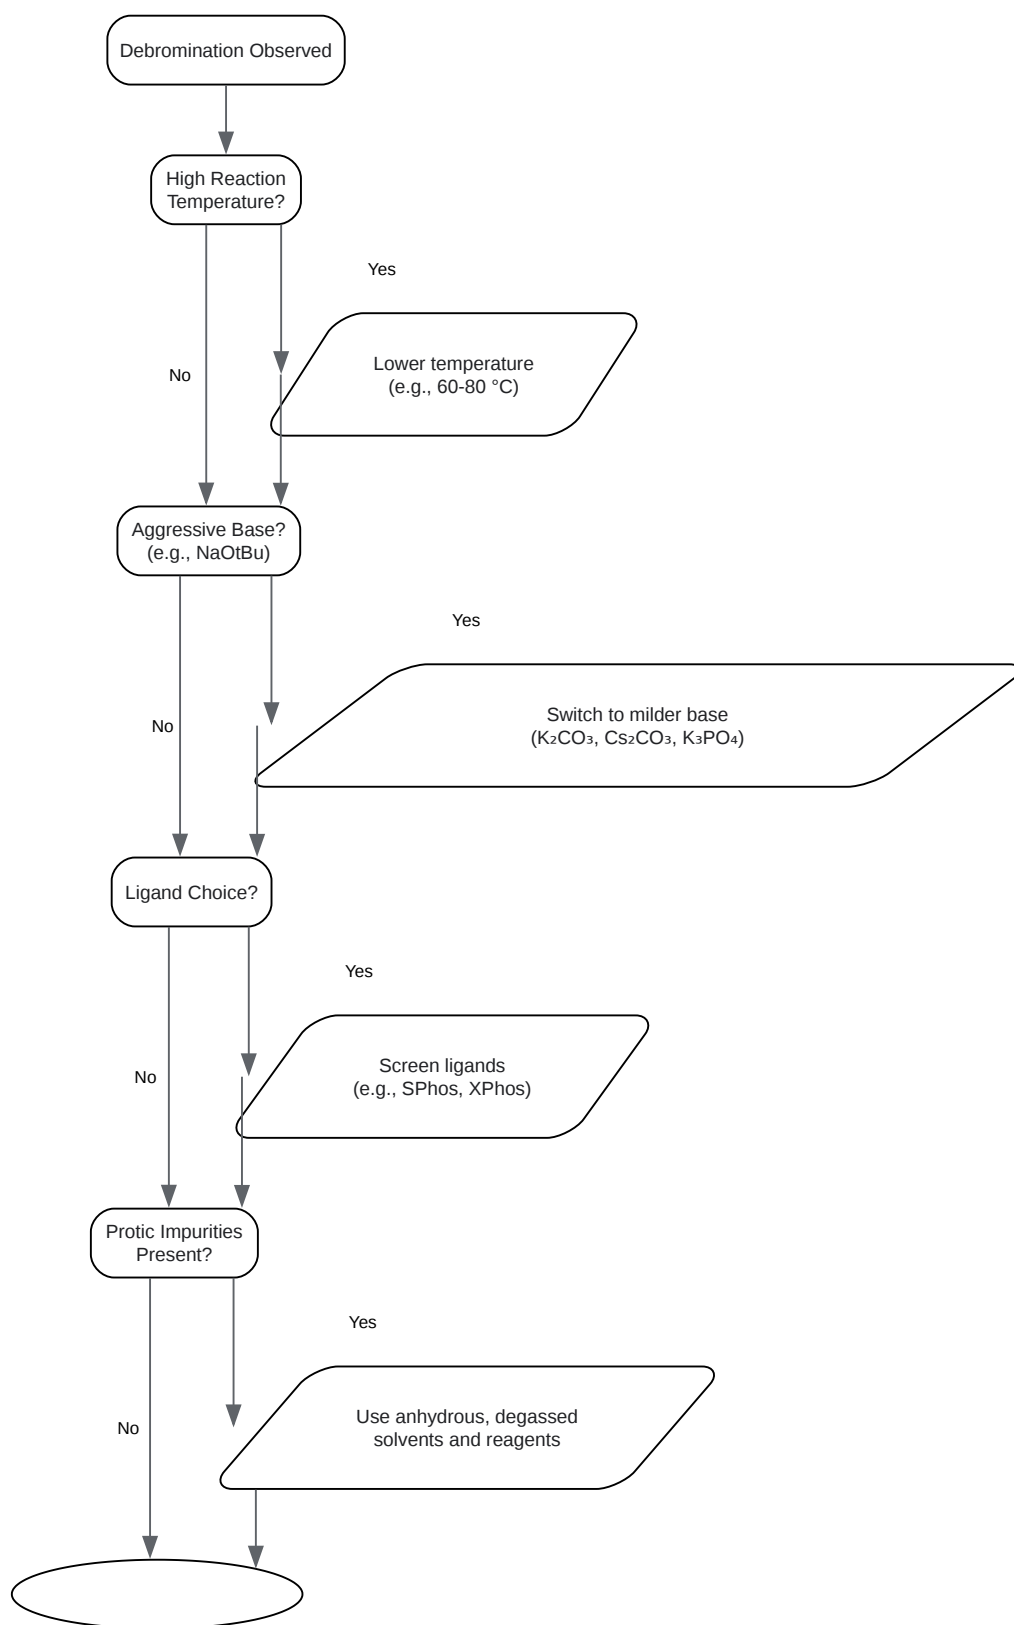 Debromination Observed
High Reaction
Temperature?
Yes
Lower temperature
(e.g., 60-80 °C)
No
Aggressive Base?
(e.g., NaOtBu)
Yes
Switch to milder base
(K₂CO₃, Cs₂CO₃, K₃PO₄)
No
Ligand Choice?
Yes
Screen ligands
(e.g., SPhos, XPhos)
No
Protic Impurities
Present?
Yes
Use anhydrous, degassed
solvents and reagents
No